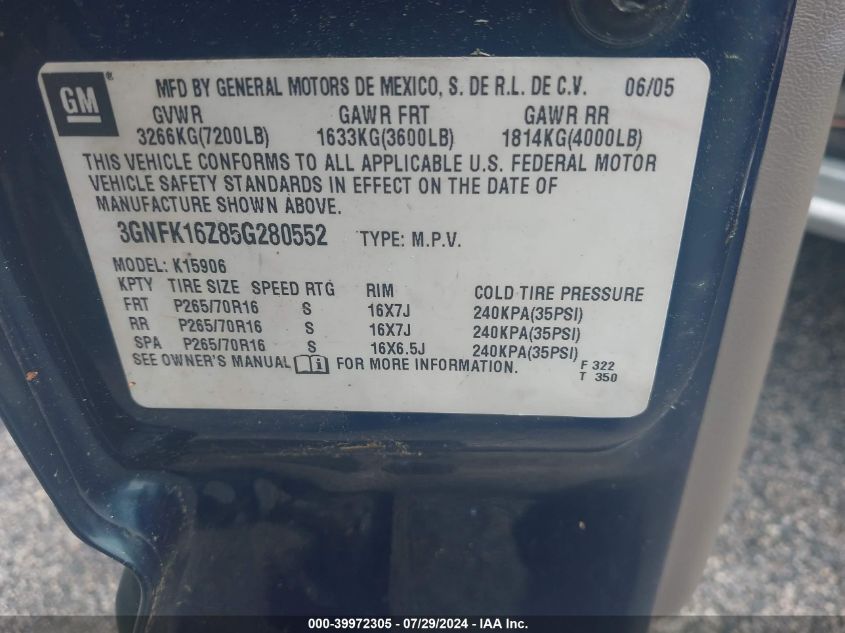 GM ® MFD BY GENERAL MOTORS DE MEXICO, S. DE R.L. DE C.V. 06/05
GVWR GAWR FRT GAWR RR
3266KG(7200LB) 1633KG(3600LB) 1814KG(4000LB)
THIS VEHICLE CONFORMS TO ALL APPLICABLE U.S. FEDERAL MOTOR
VEHICLE SAFETY STANDARDS IN EFFECT ON THE DATE OF
MANUFACTURE SHOWN ABOVE.
3GNFK16Z85G280552 TYPE: M.P.V.
MODEL: K15906
KPTY TIRE SIZE SPEED RTG RIM COLD TIRE PRESSURE
FRT P265/70R16 S 16X7J 240KPA(35PSI)
RR P265/70R16 S 16X7J 240KPA(35PSI)
SPA P265/70R16 S 16X6.5J 240KPA(35PSI)
SEE OWNER'S MANUAL i FOR MORE INFORMATION. F 322
T 350
000-39972305 - 07/29/2024 - IAA Inc.